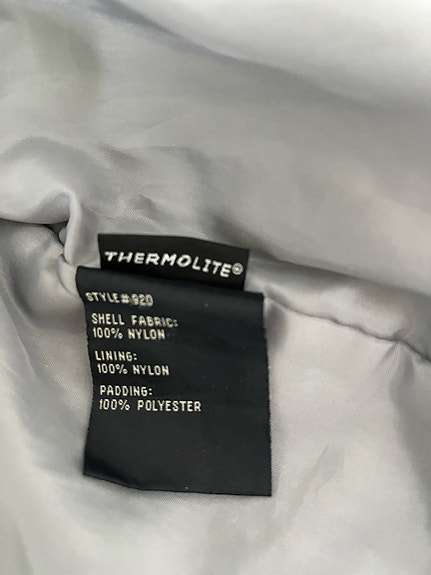 THERMOLITE®
STYLE#920
SHELL FABRIC:
100% NYLON
LINING:
100% NYLON
PADDING:
100% POLYESTER